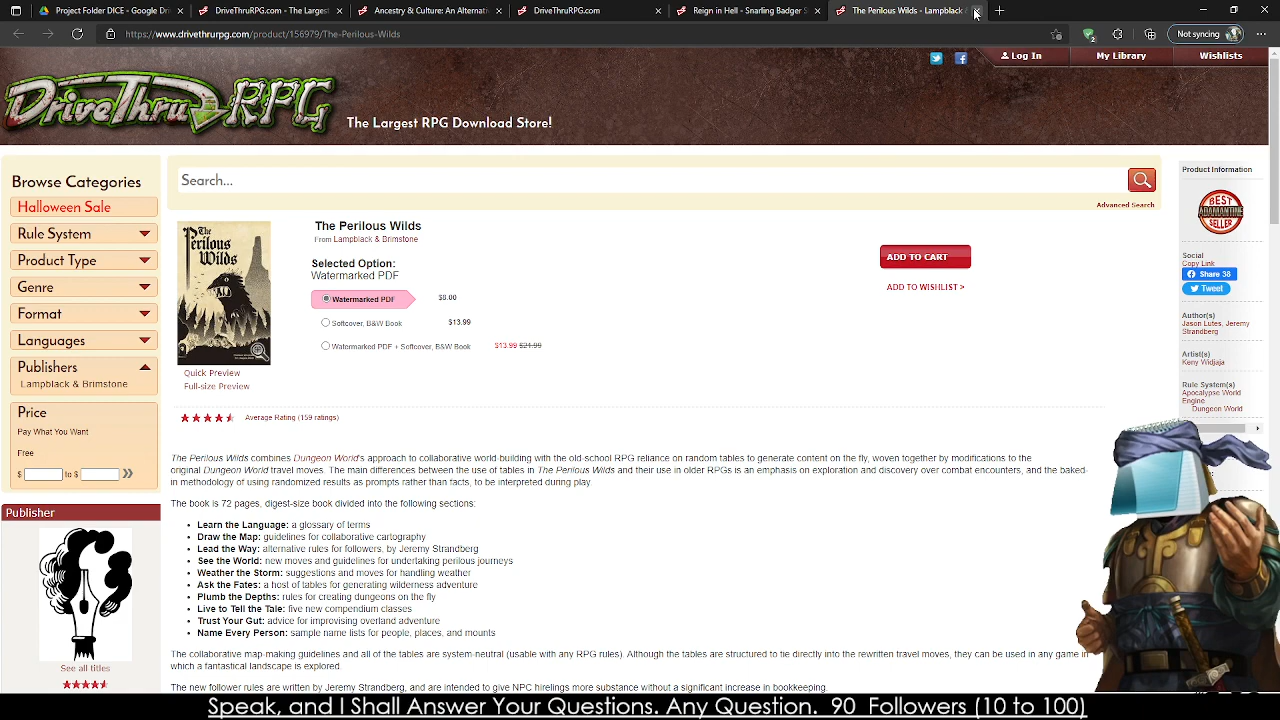 Project Folder DICE - Google Dri
DriveThruRPG.com - The Largest
Ancestry & Culture: An Alternati
DriveThruRPG.com
Reign in Hell - Snarling Badger S
The Perilous Wilds - Lampblack
https://www.drivethrurpg.com/product/156979/The-Perilous-Wilds
2
Not syncing
DriveThruRPG
The Largest RPG Download Store!
Log In
My Library
Wishlists
Browse Categories
Halloween Sale
Rule System
Product Type
Genre
Format
Languages
Publishers
Lampblack & Brimstone
Price
Pay What You Want
Free
$ to $
Publisher
See all titles
Search...
Advanced Search
The Perilous Wilds
The Perilous Wilds
From Lampblack & Brimstone
Selected Option:
Watermarked PDF
Watermarked PDF $8.00
Softcover, B&W Book $13.99
Watermarked PDF + Softcover, B&W Book $13.99 $21.99
ADD TO CART
ADD TO WISHLIST >
Quick Preview
Full-size Preview
Average Rating (159 ratings)
The Perilous Wilds combines Dungeon World's approach to collaborative world-building with the old-school RPG reliance on random tables to generate content on the fly, woven together by modifications to the
original Dungeon World travel moves. The main differences between the use of tables in The Perilous Wilds and their use in older RPGs is an emphasis on exploration and discovery over combat encounters, and the baked-
in methodology of using randomized results as prompts rather than facts, to be interpreted during play.
The book is 72 pages, digest-size book divided into the following sections:
Learn the Language: a glossary of terms
Draw the Map: guidelines for collaborative cartography
Lead the Way: alternative rules for followers, by Jeremy Strandberg
See the World: new moves and guidelines for undertaking perilous journeys
Weather the Storm: suggestions and moves for handling weather
Ask the Fates: a host of tables for generating wilderness adventure
Plumb the Depths: rules for creating dungeons on the fly
Live to Tell the Tale: five new compendium classes
Trust Your Gut: advice for improvising overland adventure
Name Every Person: sample name lists for people, places, and mounts
The collaborative map-making guidelines and all of the tables are system-neutral (usable with any RPG rules). Although the tables are structured to tie directly into the rewritten travel moves, they can be used in any game in
which a fantastical landscape is explored.
The new follower rules are written by Jeremy Strandberg, and are intended to give NPC hirelings more substance without a significant increase in bookkeeping.
Product Information
BEST
ADAMANTINE
SELLER
Social
Copy Link
Share 38
Tweet
Author(s)
Jason Lutes, Jeremy
Strandberg
Artist(s)
Keny Widjaja
Rule System(s)
Apocalypse World
Engine
Dungeon World
Speak, and I Shall Answer Your Questions. Any Question. 90 Followers (10 to 100)